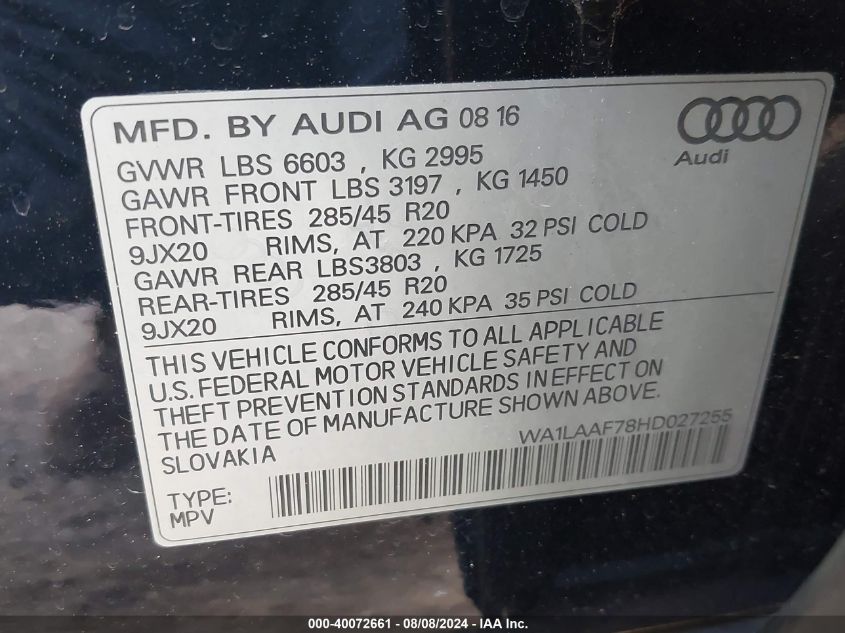 MFD. BY AUDI AG 08 16
Audi
GVWR LBS 6603 , KG 2995
GAWR FRONT LBS 3197 , KG 1450
FRONT-TIRES 285/45 R20
9JX20 RIMS, AT 220 KPA 32 PSI COLD
GAWR REAR LBS3803 , KG 1725
REAR-TIRES 285/45 R20
9JX20 RIMS, AT 240 KPA 35 PSI COLD
THIS VEHICLE CONFORMS TO ALL APPLICABLE
U.S. FEDERAL MOTOR VEHICLE SAFETY AND
THEFT PREVENTION STANDARDS IN EFFECT ON
THE DATE OF MANUFACTURE SHOWN ABOVE.
SLOVAKIA WA1LAAF78HD027255
TYPE:
MPV
000-40072661 - 08/08/2024 - IAA Inc.